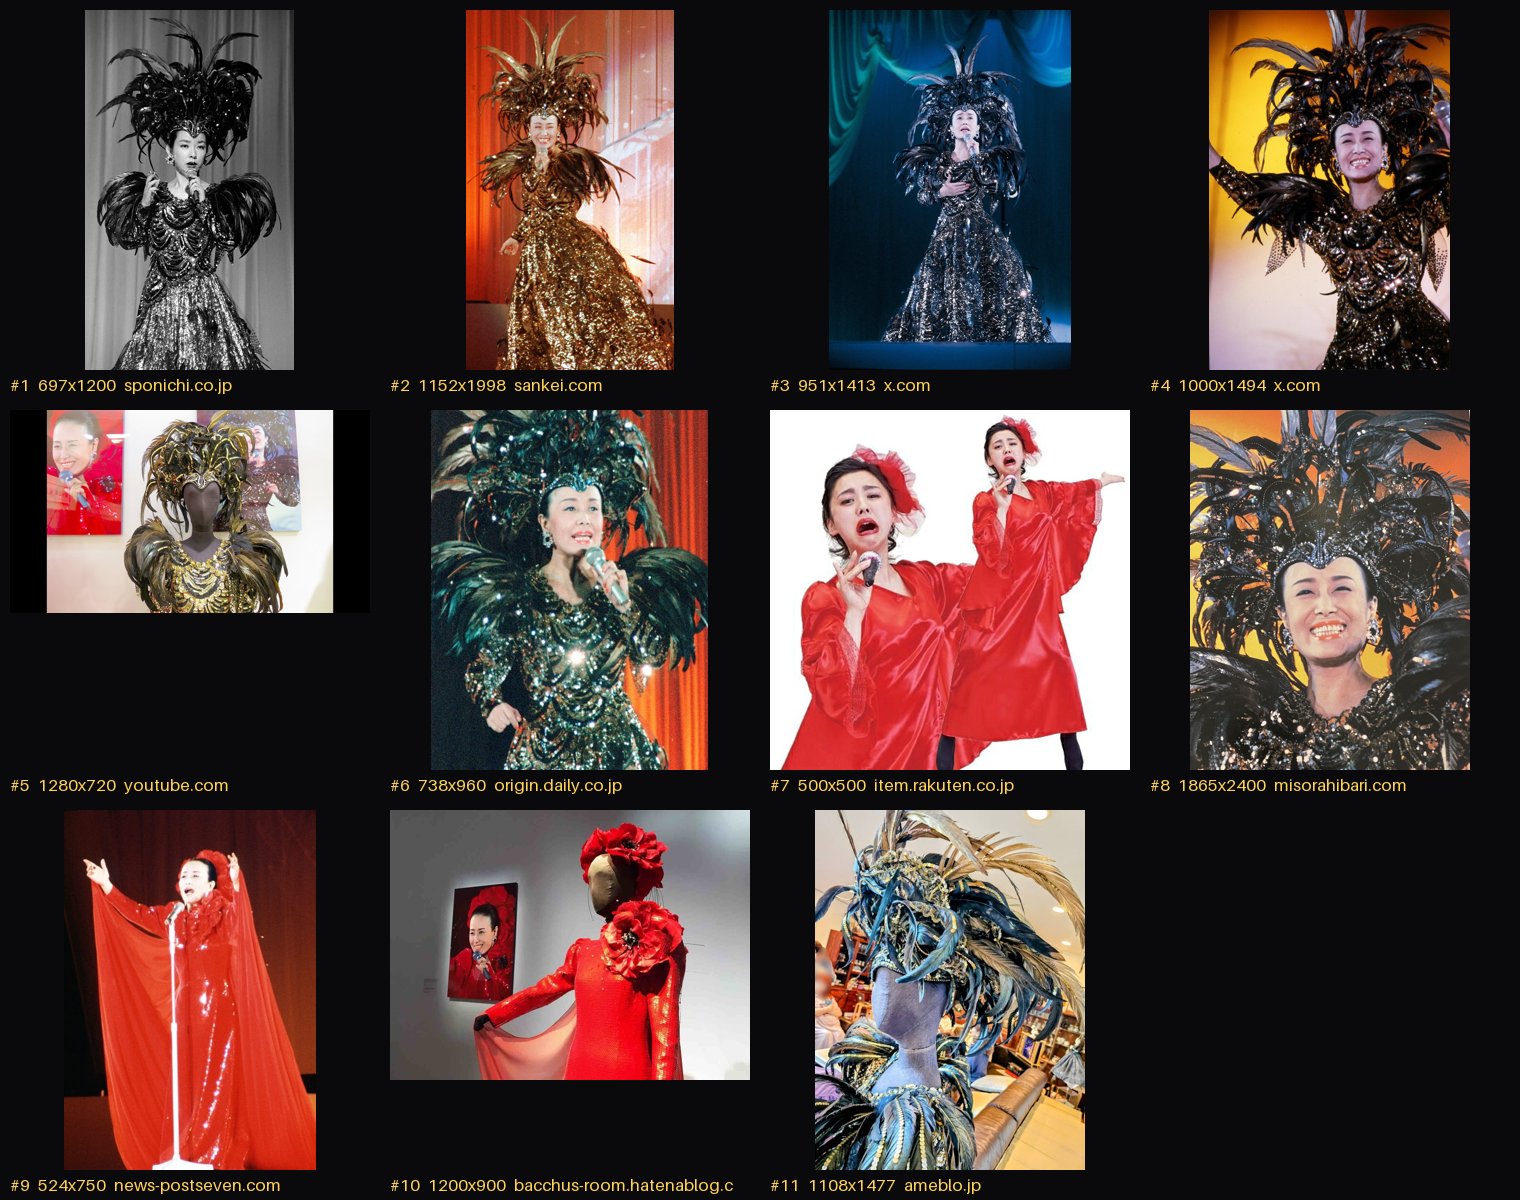 #1 697x1200 sponichi.co.jp
#2 1152x1998 sankei.com
#3 951x1413 x.com
#4 1000x1494 x.com
#5 1280x720 youtube.com
#6 738x960 origin.daily.co.jp
#7 500x500 item.rakuten.co.jp
#8 1865x2400 misorahibari.com
#9 524x750 news-postseven.com
#10 1200x900 bacchus-room.hatenablog.c
#11 1108x1477 ameblo.jp